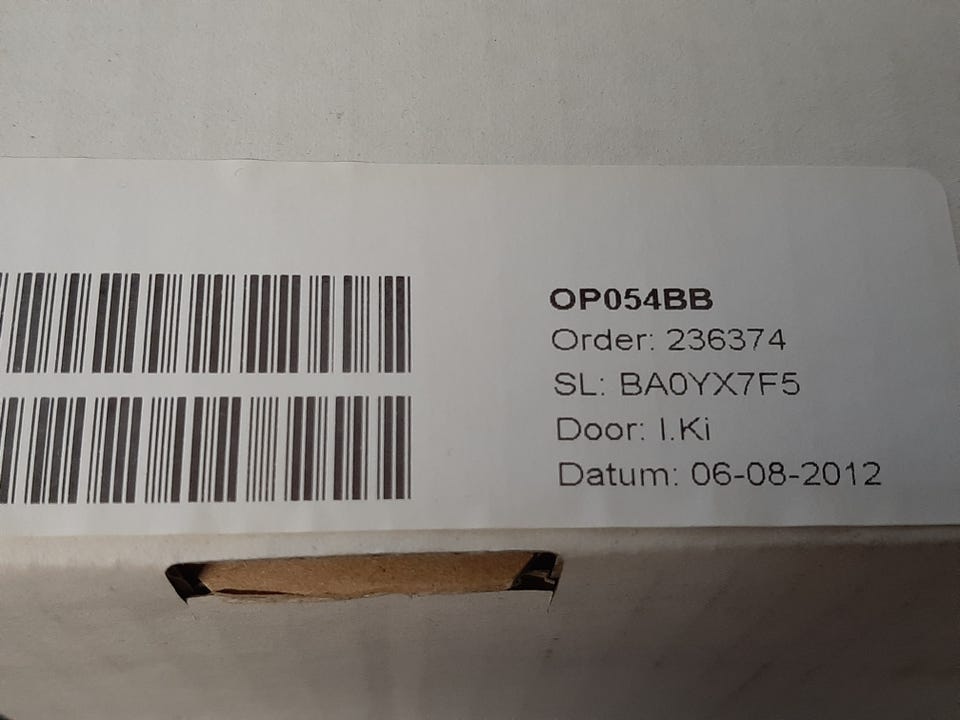 OP054BB
Order: 236374
SL: BA0YX7F5
Door: I.Ki
Datum: 06-08-2012